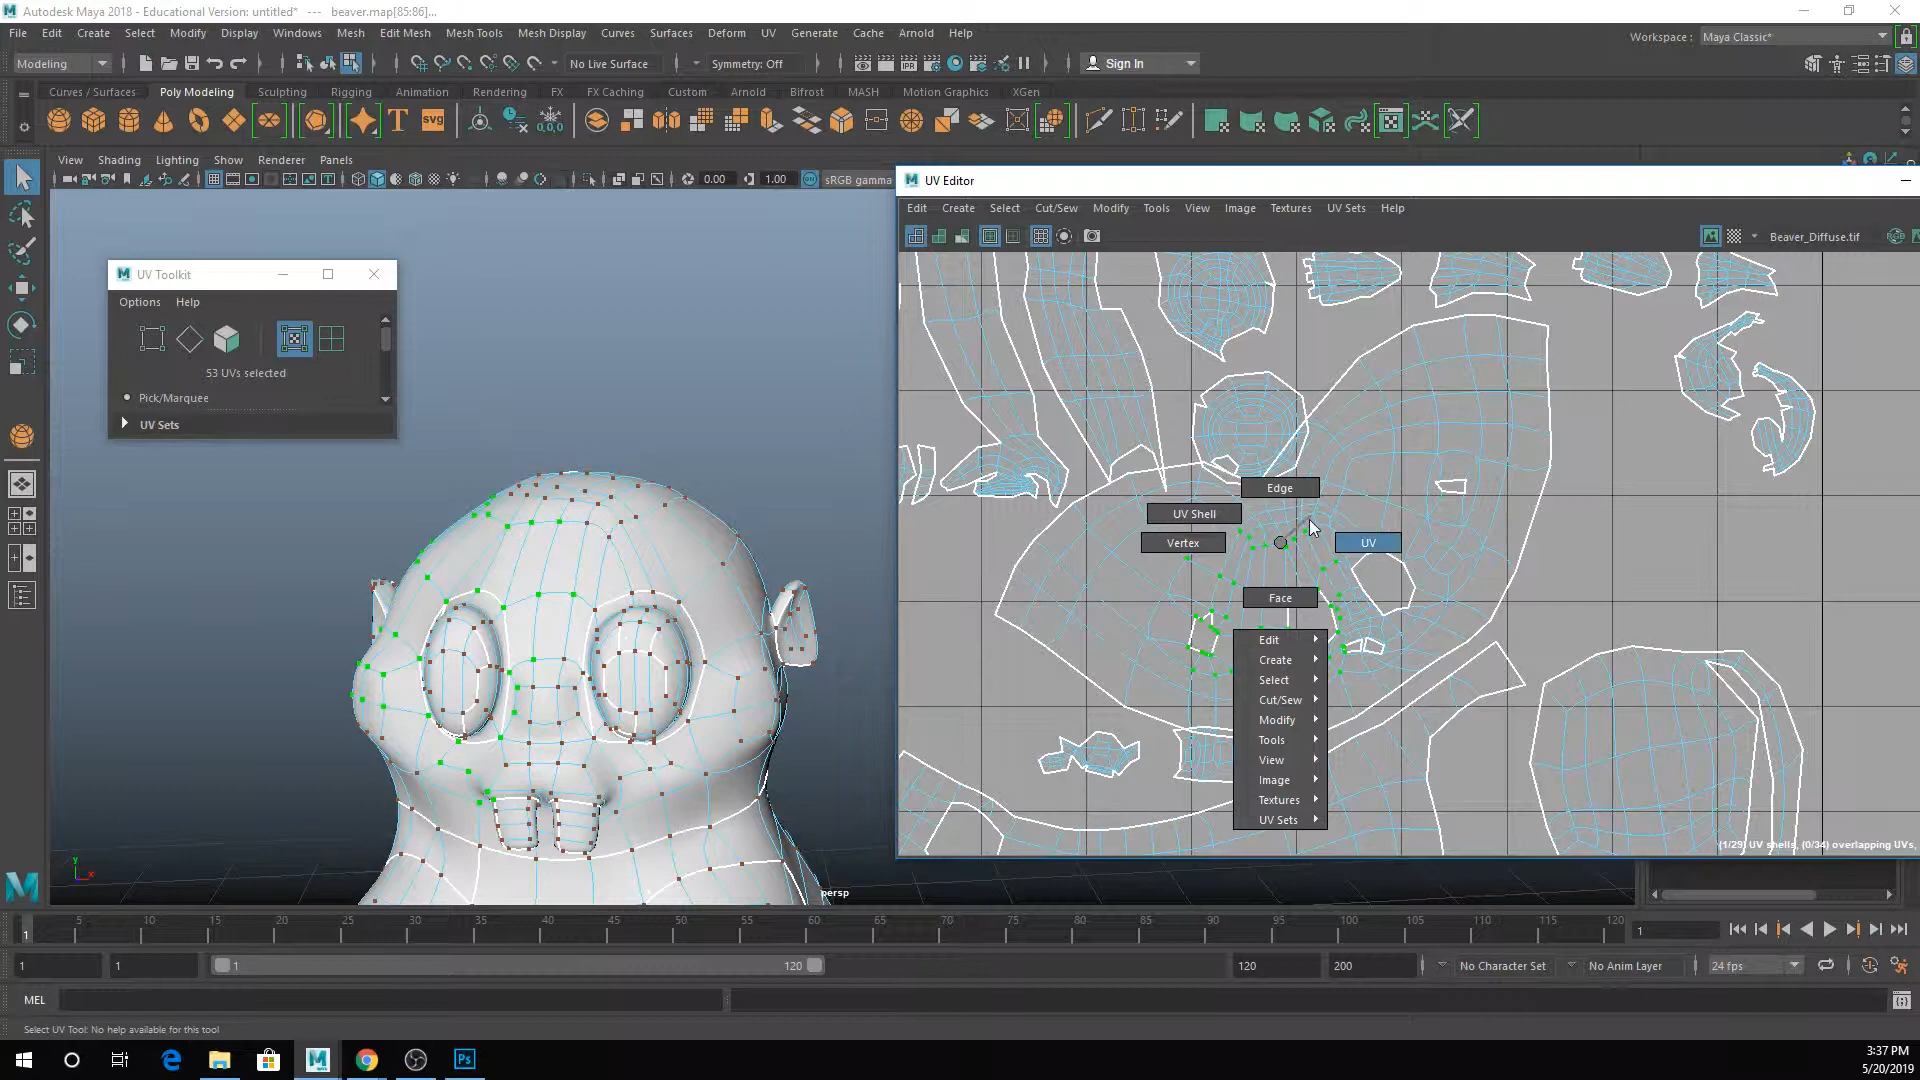 Autodesk Maya 2018 - Educational Version: untitled* --- beaver.map[85:86]...
File Edit Create Select Modify Display Windows Mesh Edit Mesh Mesh Tools Mesh Display Curves Surfaces Deform UV Generate Cache Arnold Help
Workspace : Maya Classic*
Modeling No Live Surface Symmetry: Off Sign In
Curves / Surfaces Poly Modeling Sculpting Rigging Animation Rendering FX FX Caching Custom Arnold Bifrost MASH Motion Graphics XGen
T svg 0,0,0
View Shading Lighting Show Renderer Panels
0.00 1.00 sRGB gamma
UV Editor
Edit Create Select Cut/Sew Modify Tools View Image Textures UV Sets Help
Beaver_Diffuse.tif
UV Toolkit
Options Help
53 UVs selected
Pick/Marquee
UV Sets
Edge
UV Shell
Vertex
UV
Face
Edit
Create
Select
Cut/Sew
Modify
Tools
View
Image
Textures
UV Sets
(1/29) UV shells, (0/34) overlapping UVs,
persp
y
x
5 10 15 20 25 30 35 40 45 50 55 60 65 70 75 80 85 90 95 100 105 110 115 120
1 1
1 1 1 120 120 200 No Character Set No Anim Layer 24 fps
MEL
Select UV Tool: No help available for this tool
3:37 PM
5/20/2019